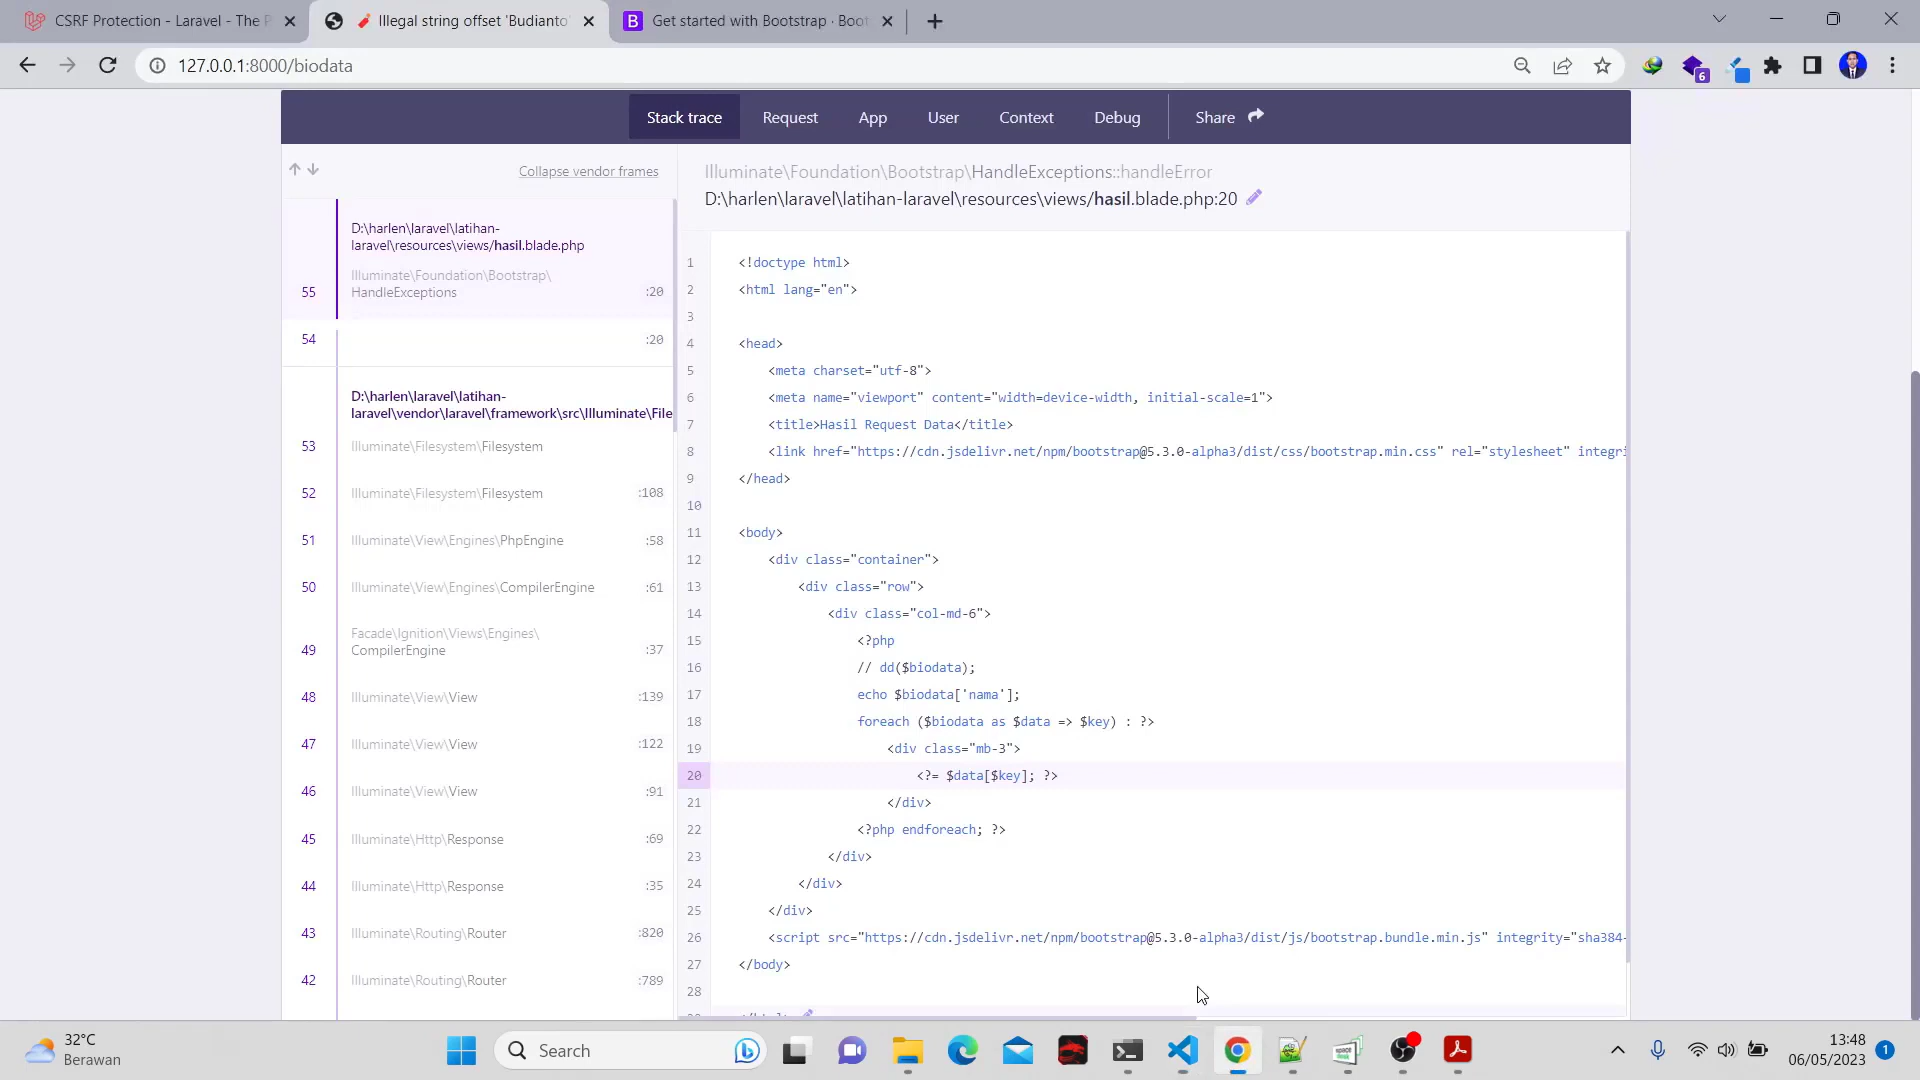 CSRF Protection - Laravel - The P
Illegal string offset 'Budianto'
Get started with Bootstrap · Boot
127.0.0.1:8000/biodata
6
Stack trace
Request
App
User
Context
Debug
Share
Collapse vendor frames
D:\harlen\laravel\latihan-
laravel\resources\views/hasil.blade.php
Illuminate\Foundation\Bootstrap\
55 HandleExceptions :20
54 :20
D:\harlen\laravel\latihan-
laravel\vendor\laravel\framework\src\Illuminate\File
53 Illuminate\Filesystem\Filesystem
52 Illuminate\Filesystem\Filesystem :108
51 Illuminate\View\Engines\PhpEngine :58
50 Illuminate\View\Engines\CompilerEngine :61
Facade\Ignition\Views\Engines\
49 CompilerEngine :37
48 Illuminate\View\View :139
47 Illuminate\View\View :122
46 Illuminate\View\View :91
45 Illuminate\Http\Response :69
44 Illuminate\Http\Response :35
43 Illuminate\Routing\Router :820
42 Illuminate\Routing\Router :789
Illuminate\Foundation\Bootstrap\HandleExceptions::handleError
D:\harlen\laravel\latihan-laravel\resources\views/hasil.blade.php:20
1 <!doctype html>
2 <html lang="en">
3
4 <head>
5 <meta charset="utf-8">
6 <meta name="viewport" content="width=device-width, initial-scale=1">
7 <title>Hasil Request Data</title>
8 <link href="https://cdn.jsdelivr.net/npm/bootstrap@5.3.0-alpha3/dist/css/bootstrap.min.css" rel="stylesheet" integri
9 </head>
10
11 <body>
12 <div class="container">
13 <div class="row">
14 <div class="col-md-6">
15 <?php
16 // dd($biodata);
17 echo $biodata['nama'];
18 foreach ($biodata as $data => $key) : ?>
19 <div class="mb-3">
20 <?= $data[$key]; ?>
21 </div>
22 <?php endforeach; ?>
23 </div>
24 </div>
25 </div>
26 <script src="https://cdn.jsdelivr.net/npm/bootstrap@5.3.0-alpha3/dist/js/bootstrap.bundle.min.js" integrity="sha384-
27 </body>
28
32°C
Berawan
Search
13:48
06/05/2023
1